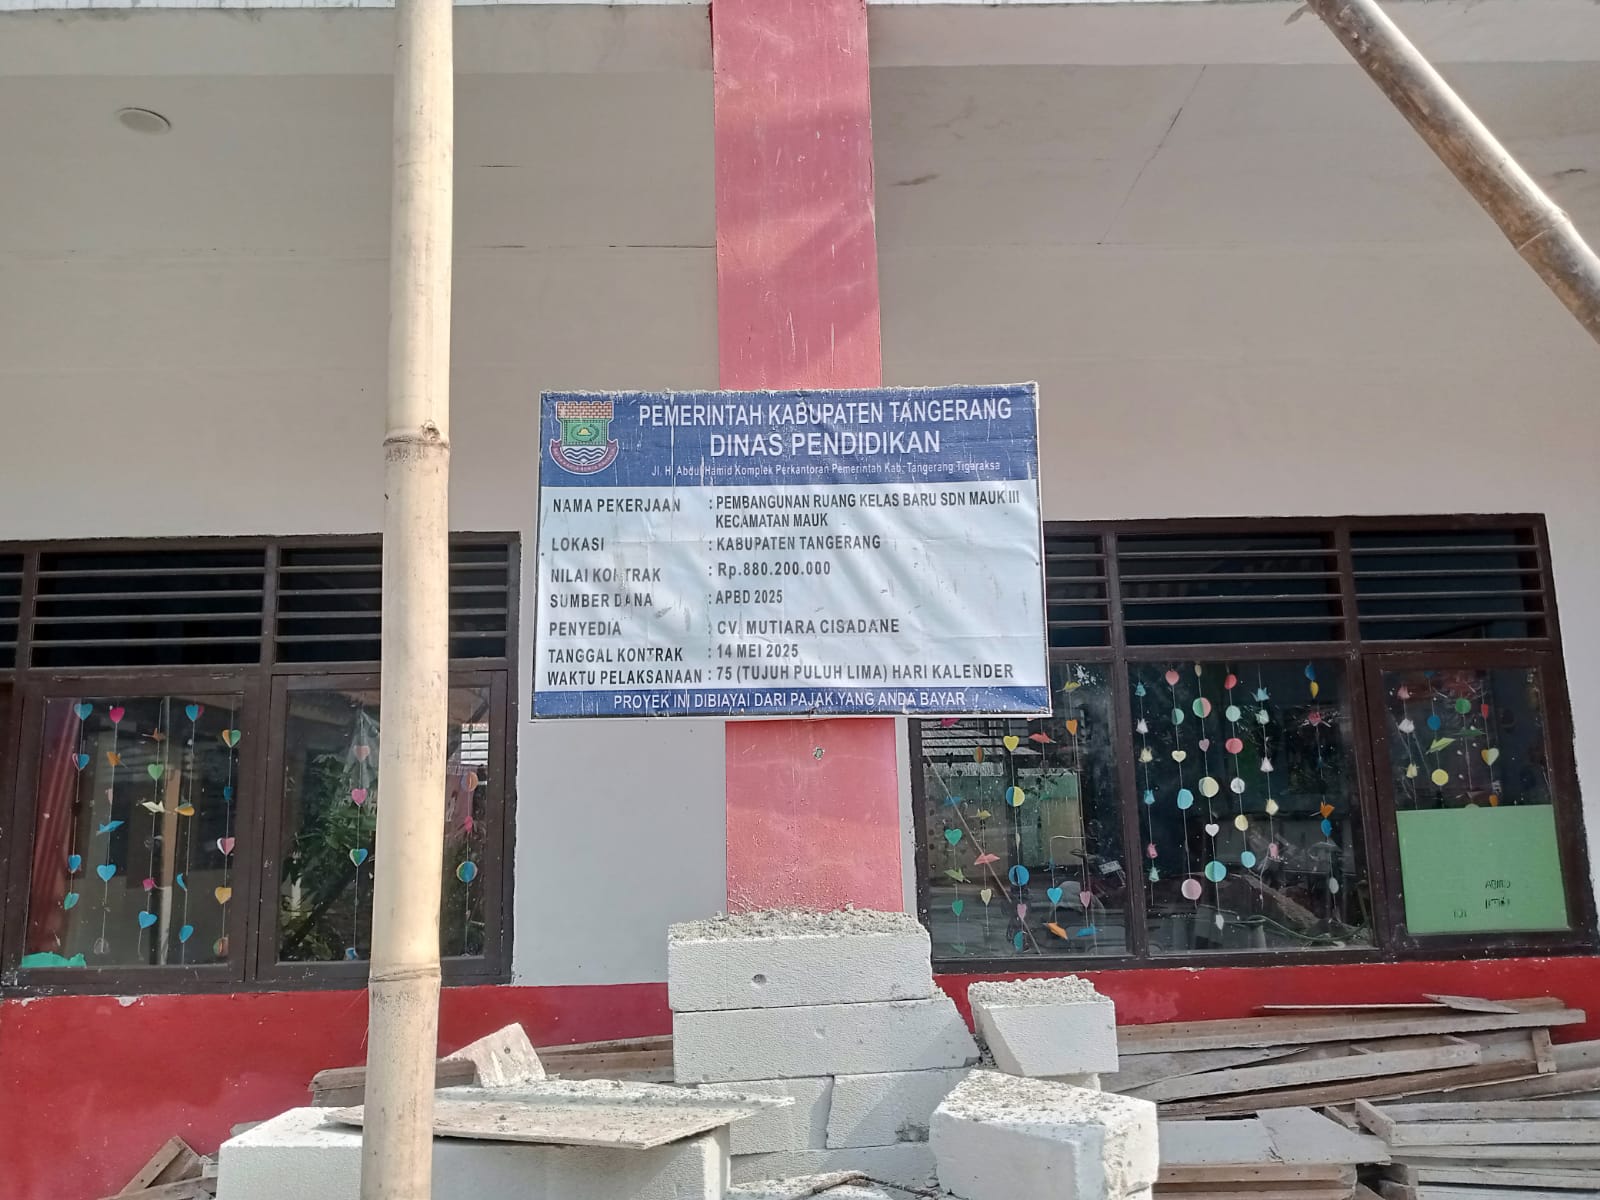 PEMERINTAH KABUPATEN TANGERANG
DINAS PENDIDIKAN
Jl. H. Abdul Hamid Komplek Perkantoran Pemerintah Kab. Tangerang Tigaraksa
NAMA PEKERJAAN : PEMBANGUNAN RUANG KELAS BARU SDN MAUK III
KECAMATAN MAUK
LOKASI : KABUPATEN TANGERANG
NILAI KONTRAK : Rp.880.200.000
SUMBER DANA : APBD 2025
PENYEDIA : CV. MUTIARA CISADANE
TANGGAL KONTRAK : 14 MEI 2025
WAKTU PELAKSANAAN : 75 (TUJUH PULUH LIMA) HARI KALENDER
PROYEK INI DIBIAYAI DARI PAJAK YANG ANDA BAYAR